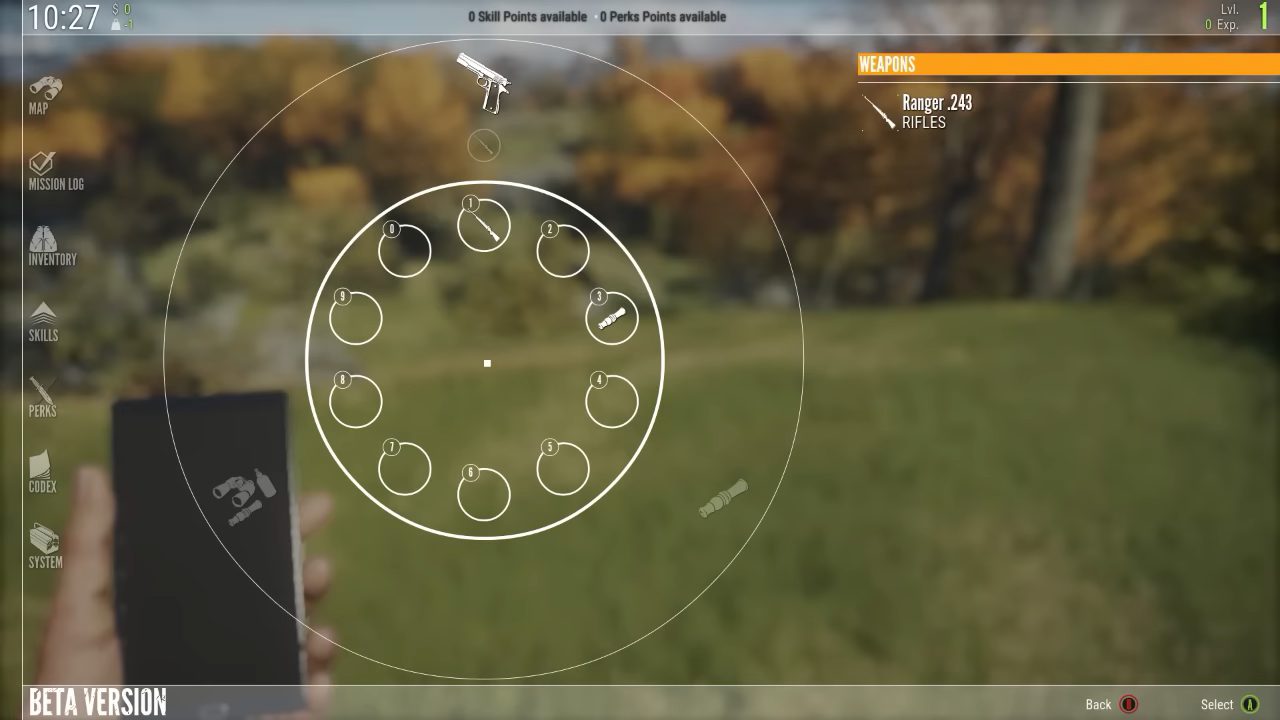 10:27
$ 0
-1
0 Skill Points available · 0 Perks Points available
Lvl.
0 Exp.
1
MAP
MISSION LOG
INVENTORY
SKILLS
PERKS
CODEX
SYSTEM
WEAPONS
Ranger .243
RIFLES
1
2
3
4
5
6
7
8
9
0
BETA VERSION
Back B
Select A